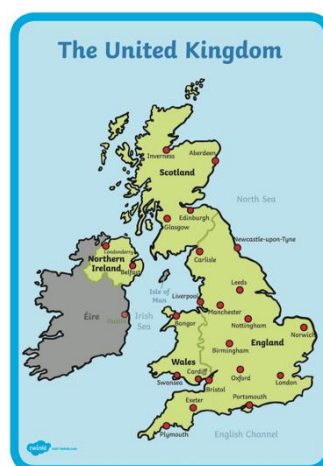 The United Kingdom
Inverness
Aberdeen
Scotland
North Sea
Edinburgh
Glasgow
Newcastle-upon-Tyne
Londonderry
Carlisle
Northern
Ireland
Belfast
Isle of
Man
Leeds
Liverpool
Manchester
Éire
Dublin
Irish
Sea
Bangor
Nottingham
Norwich
England
Birmingham
Wales
Cardiff
Oxford
London
Swansea
Bristol
Portsmouth
Exeter
Plymouth
English Channel
twinkl